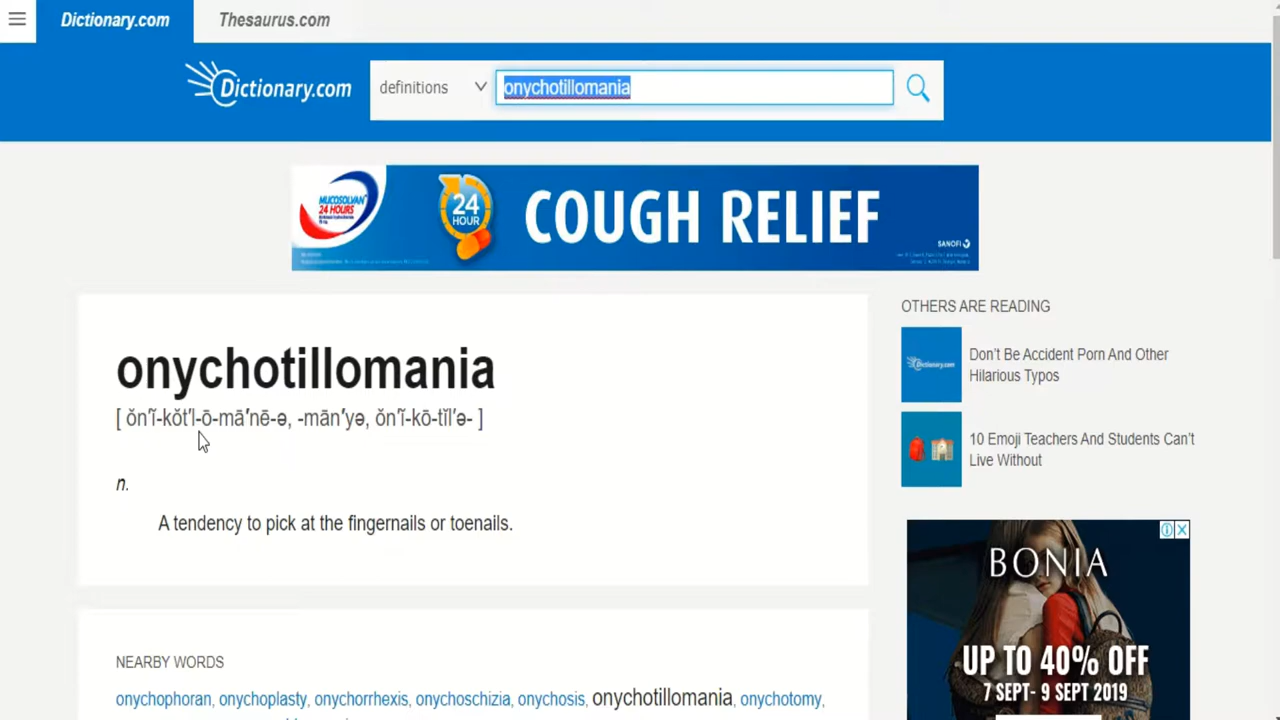 Dictionary.com
Thesaurus.com
Dictionary.com
definitions
onychotillomania
MUCOSOLVAN
24 HOURS
24
HOUR
COUGH RELIEF
SANOFI
onychotillomania
[ ŏn′ĭ-kŏt′l-ō-mā′nē-ə, -mān′yə, ŏn′ĭ-kō-tĭl′ə- ]
n.
A tendency to pick at the fingernails or toenails.
NEARBY WORDS
onychophoran, onychoplasty, onychorrhexis, onychoschizia, onychosis, onychotillomania, onychotomy,
OTHERS ARE READING
Dictionary.com
Don't Be Accident Porn And Other
Hilarious Typos
10 Emoji Teachers And Students Can't
Live Without
BONIA
UP TO 40% OFF
7 SEPT- 9 SEPT 2019